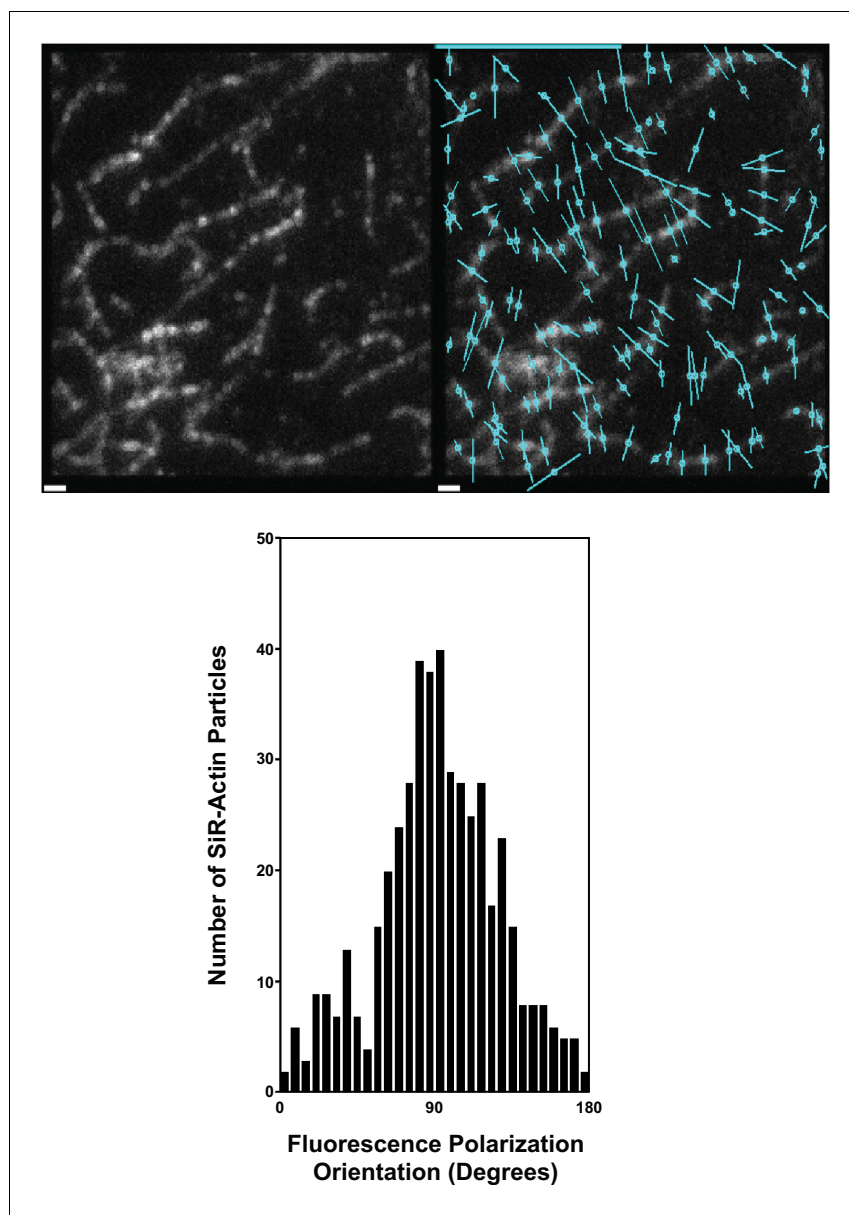 50
40
30
20
10
0
Number of SiR-Actin Particles
0 90 180
Fluorescence Polarization
Orientation (Degrees)